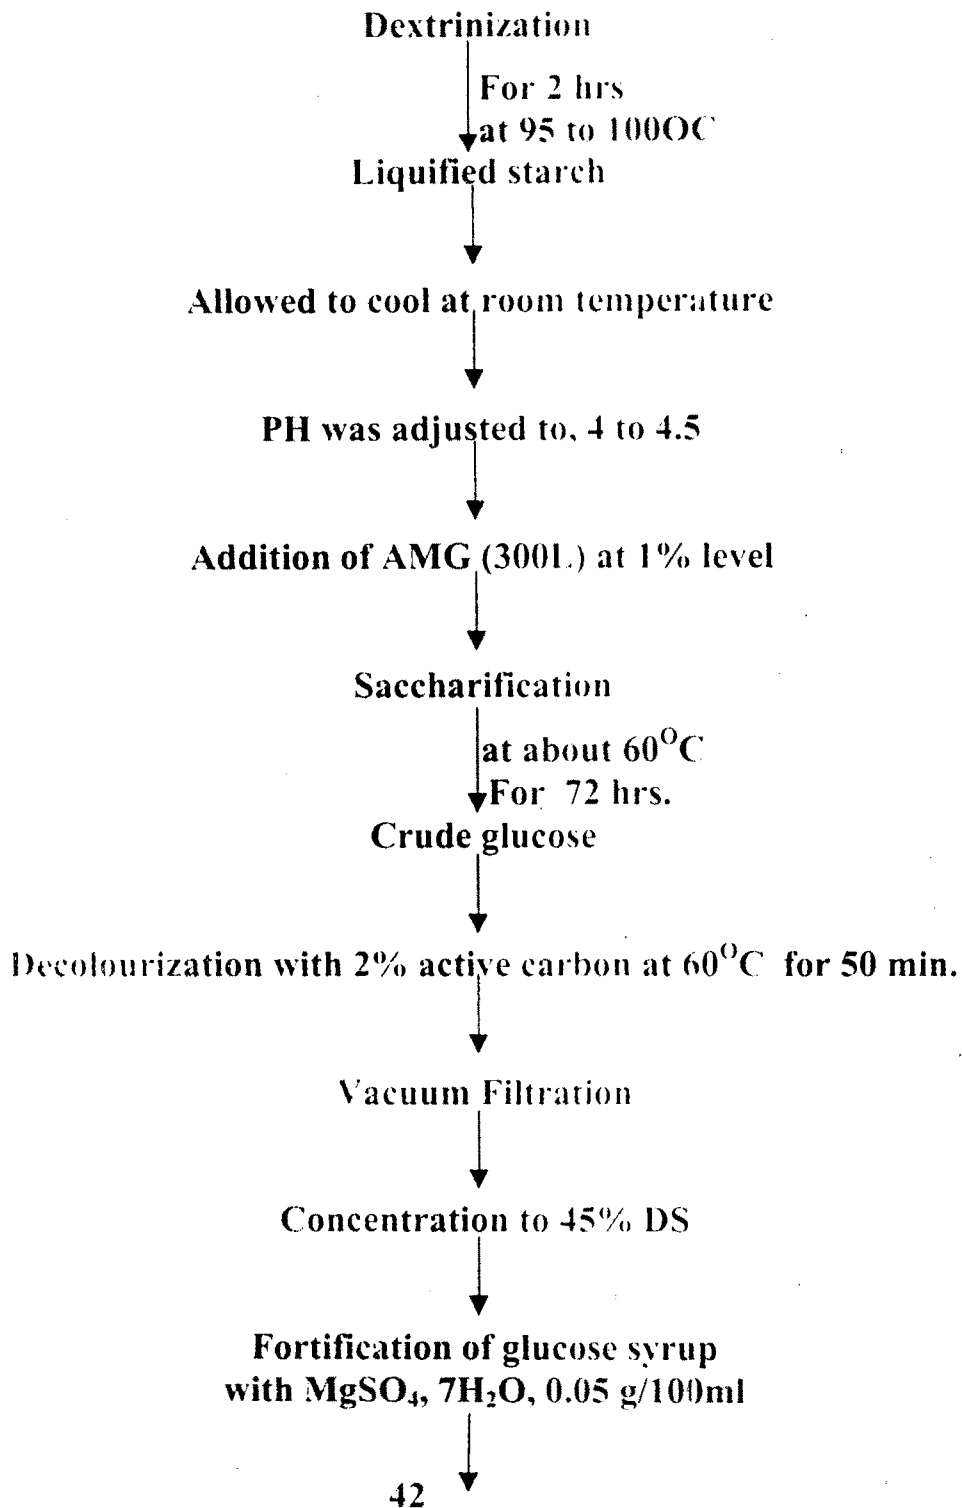 Dextrinization
For 2 hrs
at 95 to 100OC
Liquified starch
Allowed to cool at room temperature
PH was adjusted to, 4 to 4.5
Addition of AMG (300L) at 1% level
Saccharification
at about 60°C
For 72 hrs.
Crude glucose
Decolourization with 2% active carbon at 60°C for 50 min.
Vacuum Filtration
Concentration to 45% DS
Fortification of glucose syrup
with MgSO₄, 7H₂O, 0.05 g/100ml
42